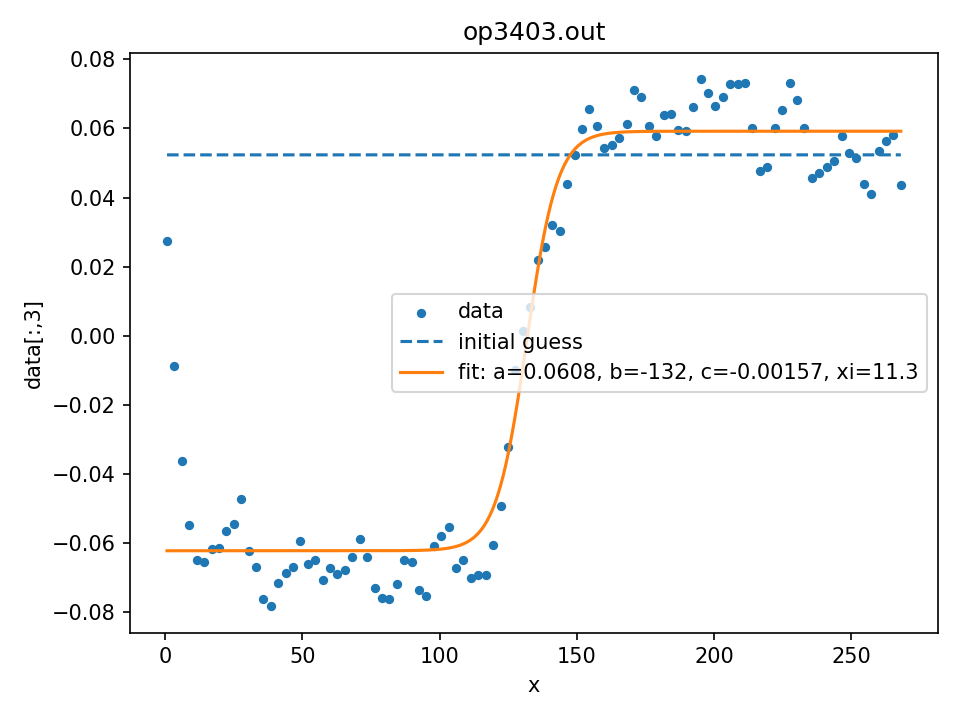 op3403.out
0.08
0.06
0.04
0.02
0.00
−0.02
−0.04
−0.06
−0.08
data[:,3]
data
initial guess
fit: a=0.0608, b=-132, c=-0.00157, xi=11.3
0 50 100 150 200 250
x